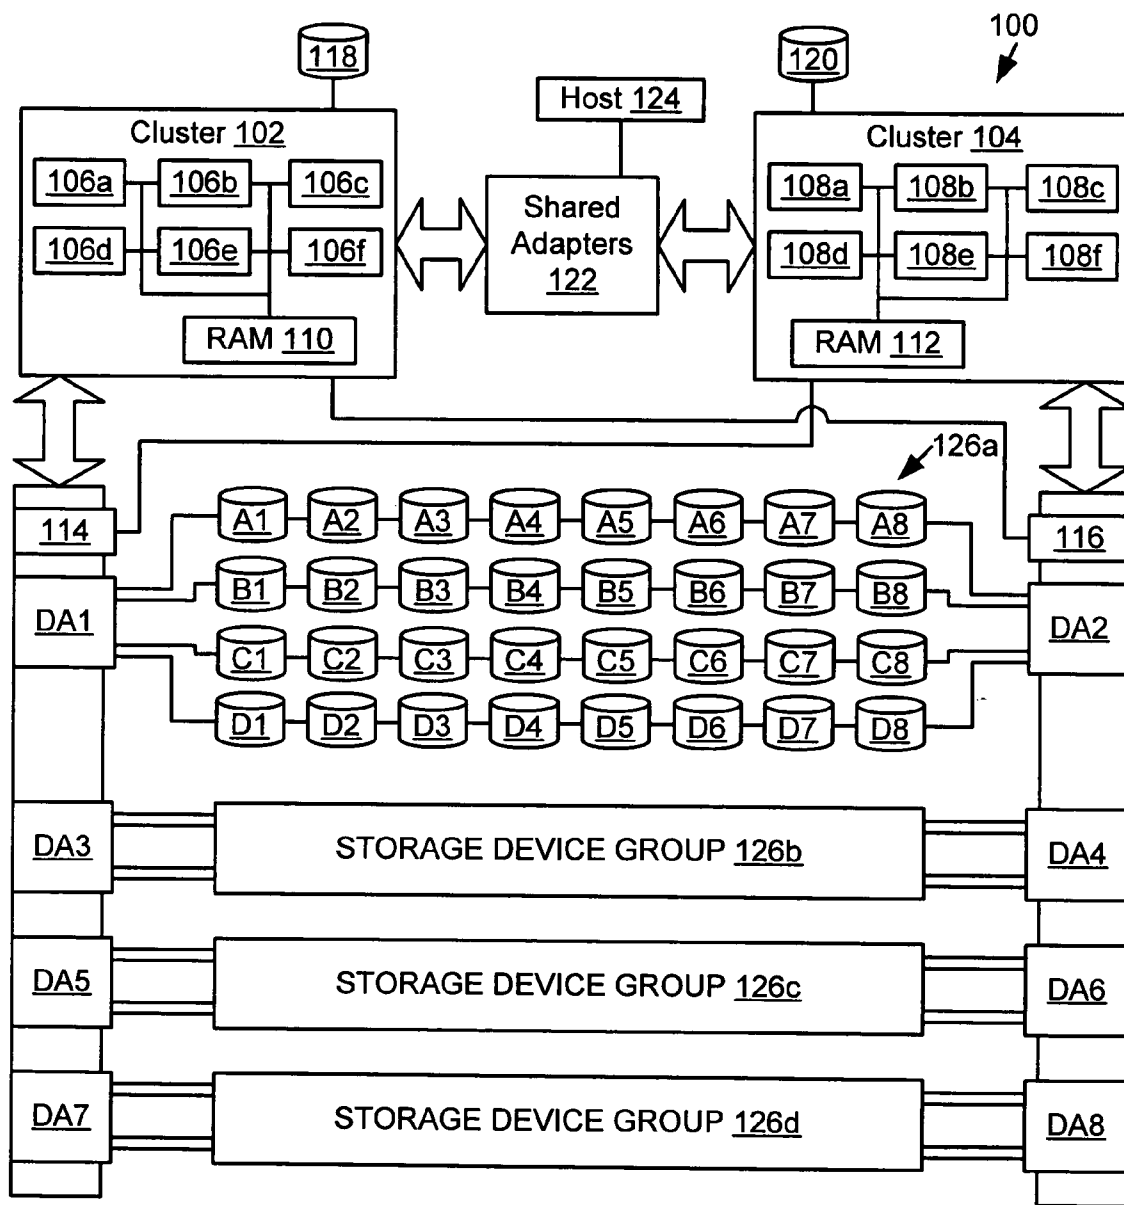 100
118
120
Host 124
Cluster 102
Cluster 104
106a 106b 106c
108a 108b 108c
Shared
Adapters
122
106d 106e 106f
108d 108e 108f
RAM 110
RAM 112
126a
A1 A2 A3 A4 A5 A6 A7 A8
114
116
B1 B2 B3 B4 B5 B6 B7 B8
DA1
DA2
C1 C2 C3 C4 C5 C6 C7 C8
D1 D2 D3 D4 D5 D6 D7 D8
DA3 STORAGE DEVICE GROUP 126b DA4
DA5 STORAGE DEVICE GROUP 126c DA6
DA7 STORAGE DEVICE GROUP 126d DA8